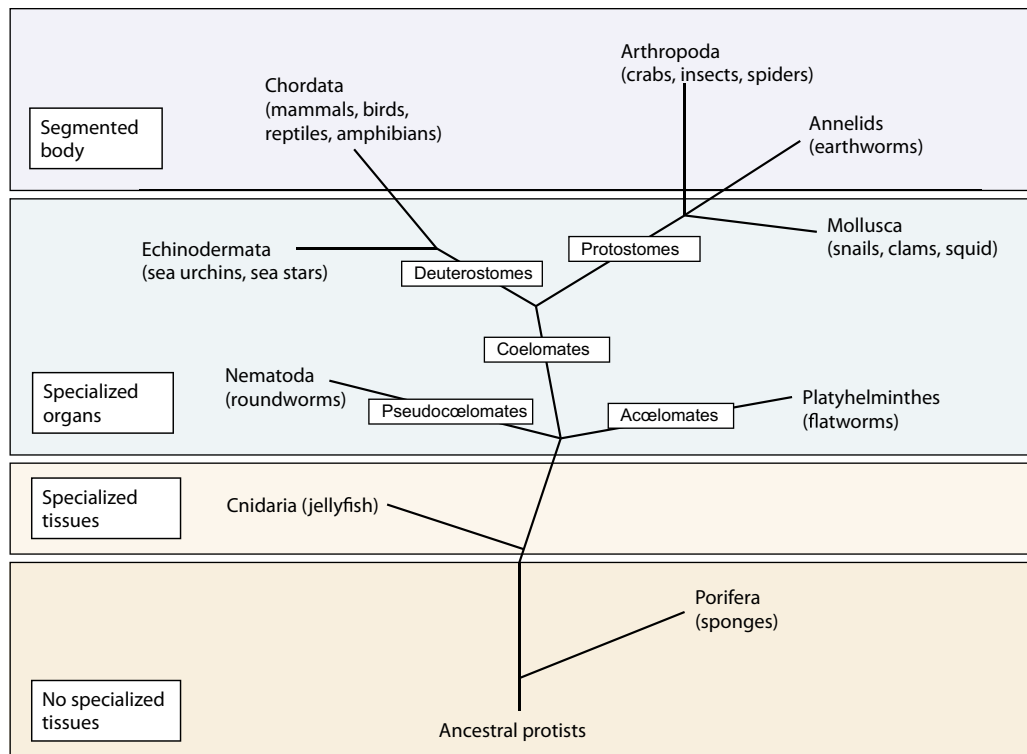 Arthropoda
(crabs, insects, spiders)
Chordata
(mammals, birds,
reptiles, amphibians)
Segmented
body
Annelids
(earthworms)
Mollusca
(snails, clams, squid)
Echinodermata
(sea urchins, sea stars)
Protostomes
Deuterostomes
Coelomates
Nematoda
(roundworms)
Specialized
organs
Pseudocœlomates
Acœlomates
Platyhelminthes
(flatworms)
Specialized
tissues
Cnidaria (jellyfish)
Porifera
(sponges)
No specialized
tissues
Ancestral protists